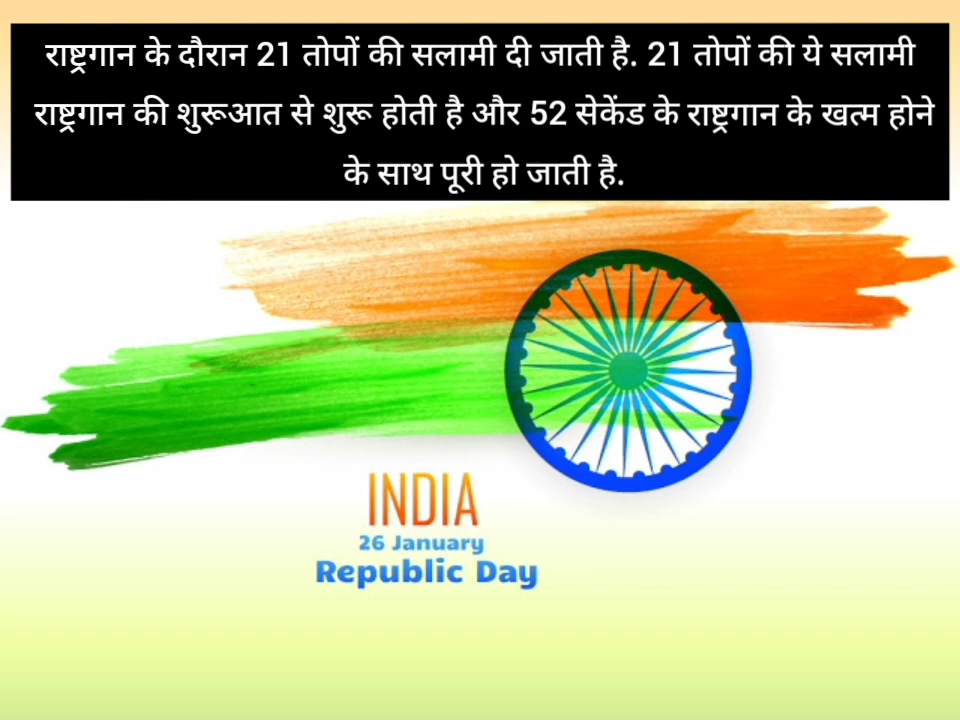 राष्ट्रगान के दौरान 21 तोपों की सलामी दी जाती है. 21 तोपों की ये सलामी
राष्ट्रगान की शुरूआत से शुरू होती है और 52 सेकेंड के राष्ट्रगान के खत्म होने
के साथ पूरी हो जाती है.
INDIA
26 January
Republic Day